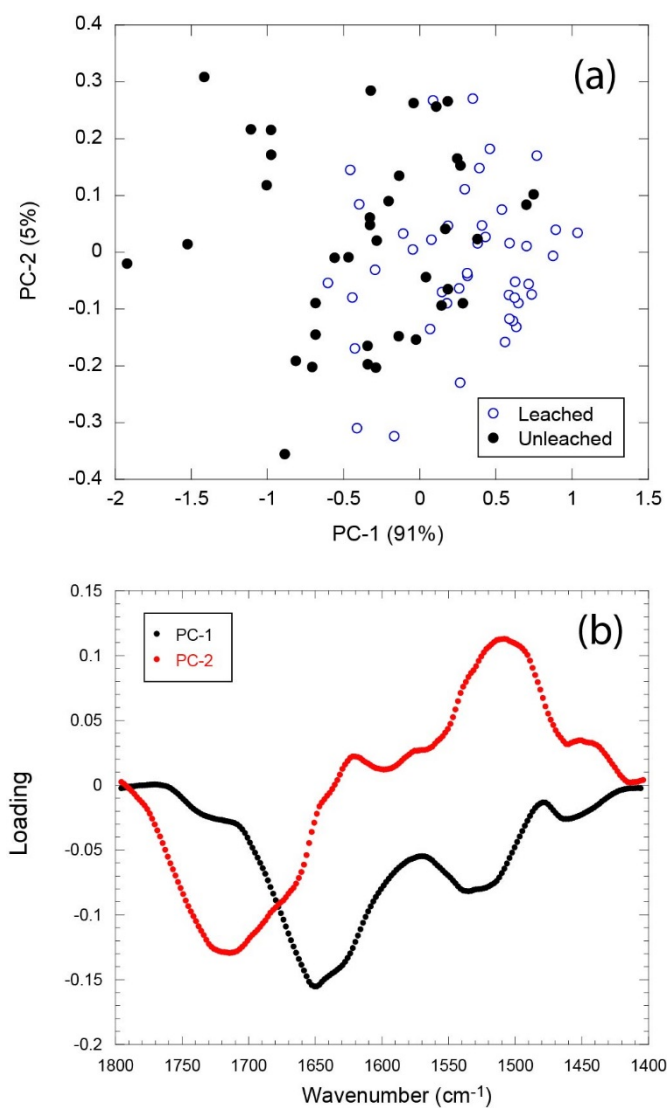 (a)
0.4
0.3
0.2
0.1
0
-0.1
-0.2
-0.3
-0.4
PC-2 (5%)
Leached
Unleached
-2 -1.5 -1 -0.5 0 0.5 1 1.5
PC-1 (91%)
(b)
0.15
0.1
0.05
0
-0.05
-0.1
-0.15
-0.2
Loading
PC-1
PC-2
1800 1750 1700 1650 1600 1550 1500 1450 1400
Wavenumber (cm⁻¹)